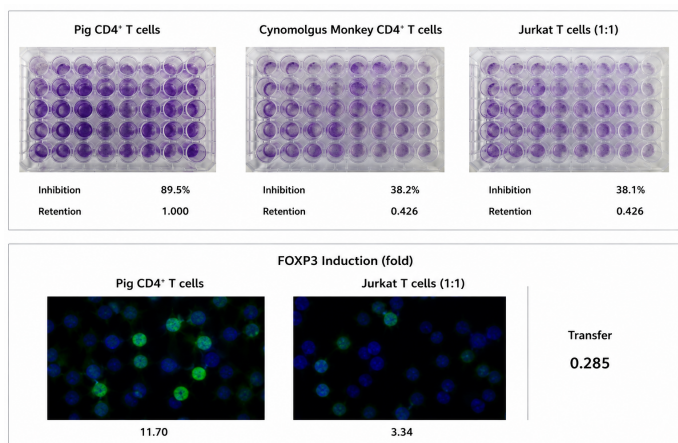 Pig CD4⁺ T cells
Cynomolgus Monkey CD4⁺ T cells
Jurkat T cells (1:1)
Inhibition 89.5%
Retention 1.000
Inhibition 38.2%
Retention 0.426
Inhibition 38.1%
Retention 0.426
FOXP3 Induction (fold)
Pig CD4⁺ T cells
Jurkat T cells (1:1)
Transfer
0.285
11.70
3.34